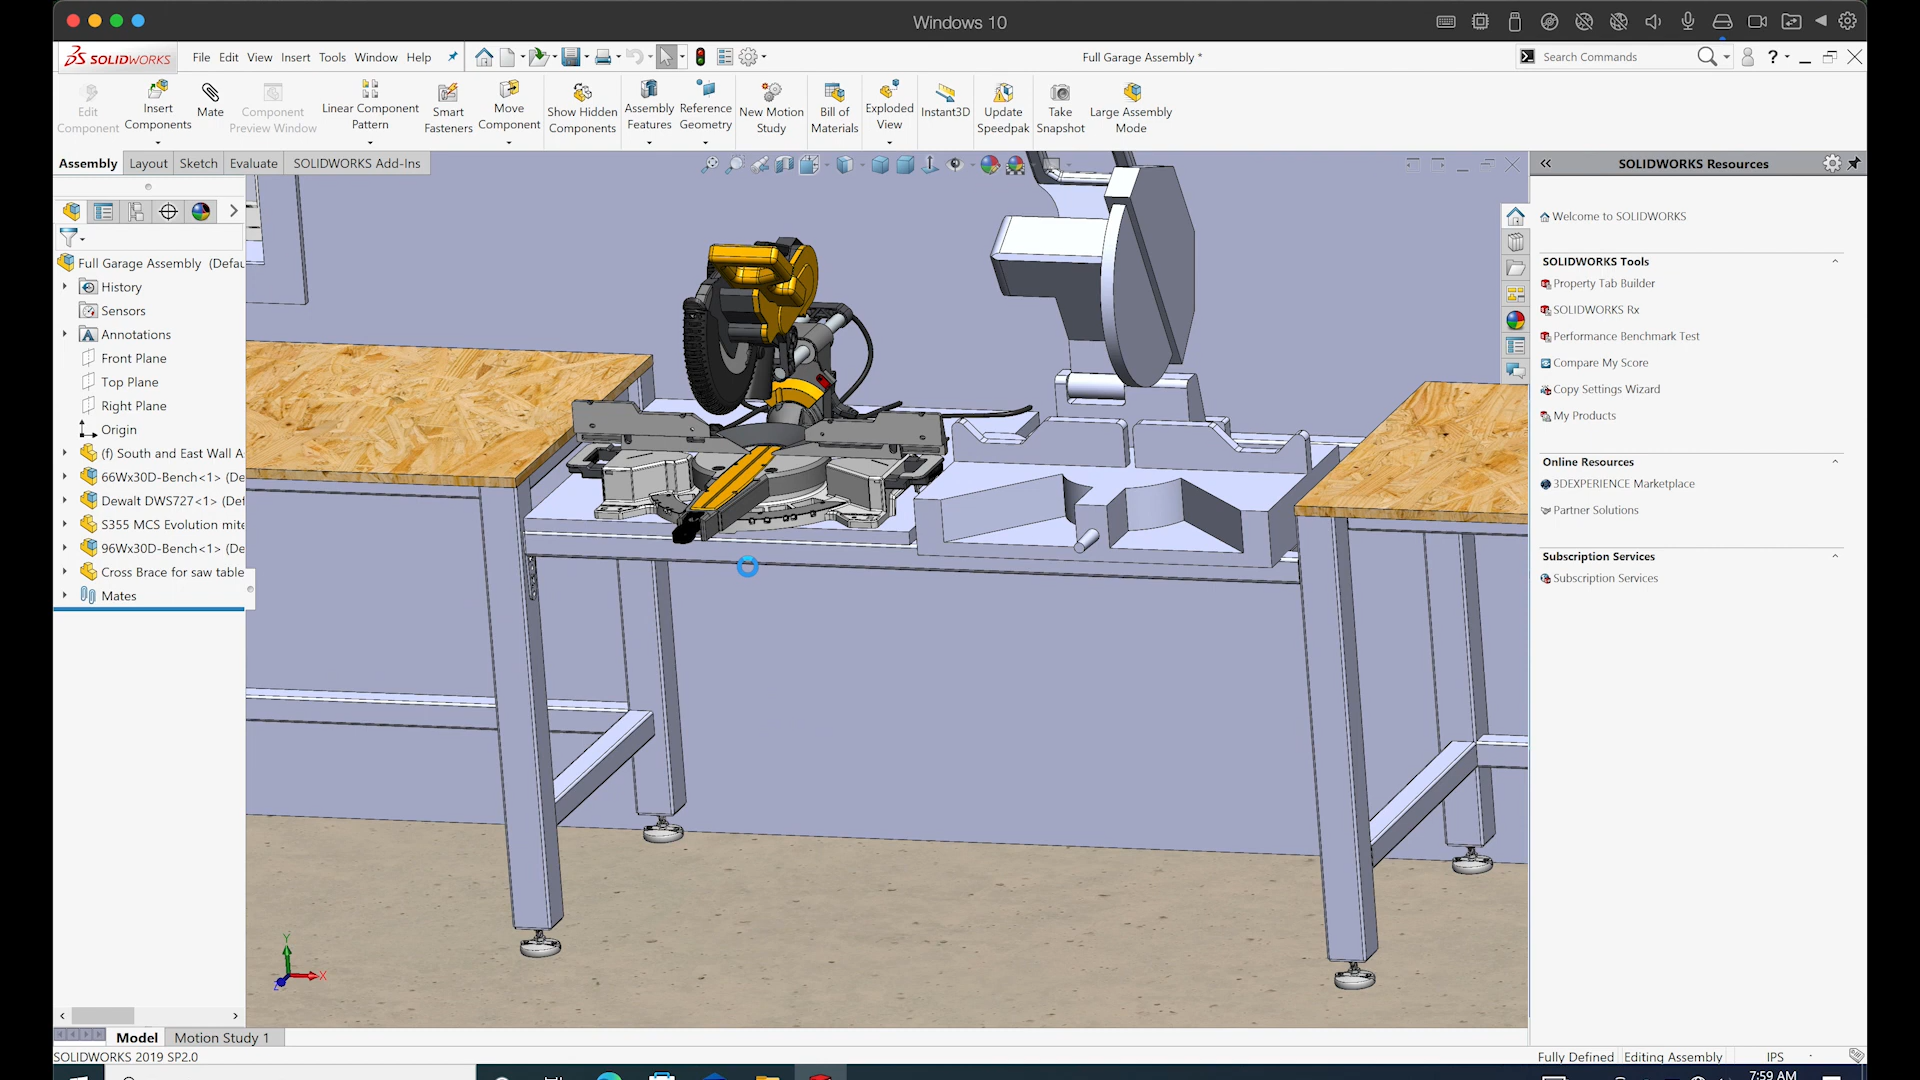 Windows 10
SOLIDWORKS
File Edit View Insert Tools Window Help
Full Garage Assembly *
Search Commands
?
Edit Component
Insert Components
Mate
Component Preview Window
Linear Component Pattern
Smart Fasteners
Move Component
Show Hidden Components
Assembly Features
Reference Geometry
New Motion Study
Bill of Materials
Exploded View
Instant3D
Update Speedpak
Take Snapshot
Large Assembly Mode
Assembly Layout Sketch Evaluate SOLIDWORKS Add-Ins
Full Garage Assembly (Defau
History
Sensors
Annotations
Front Plane
Top Plane
Right Plane
Origin
(f) South and East Wall A
66Wx30D-Bench<1> (De
Dewalt DWS727<1> (Def
S355 MCS Evolution mite
96Wx30D-Bench<1> (De
Cross Brace for saw table
Mates
Y
X
Z
SOLIDWORKS Resources
Welcome to SOLIDWORKS
SOLIDWORKS Tools
Property Tab Builder
SOLIDWORKS Rx
Performance Benchmark Test
Compare My Score
Copy Settings Wizard
My Products
Online Resources
3DEXPERIENCE Marketplace
Partner Solutions
Subscription Services
Subscription Services
Model Motion Study 1
SOLIDWORKS 2019 SP2.0
Fully Defined Editing Assembly IPS
7:59 AM